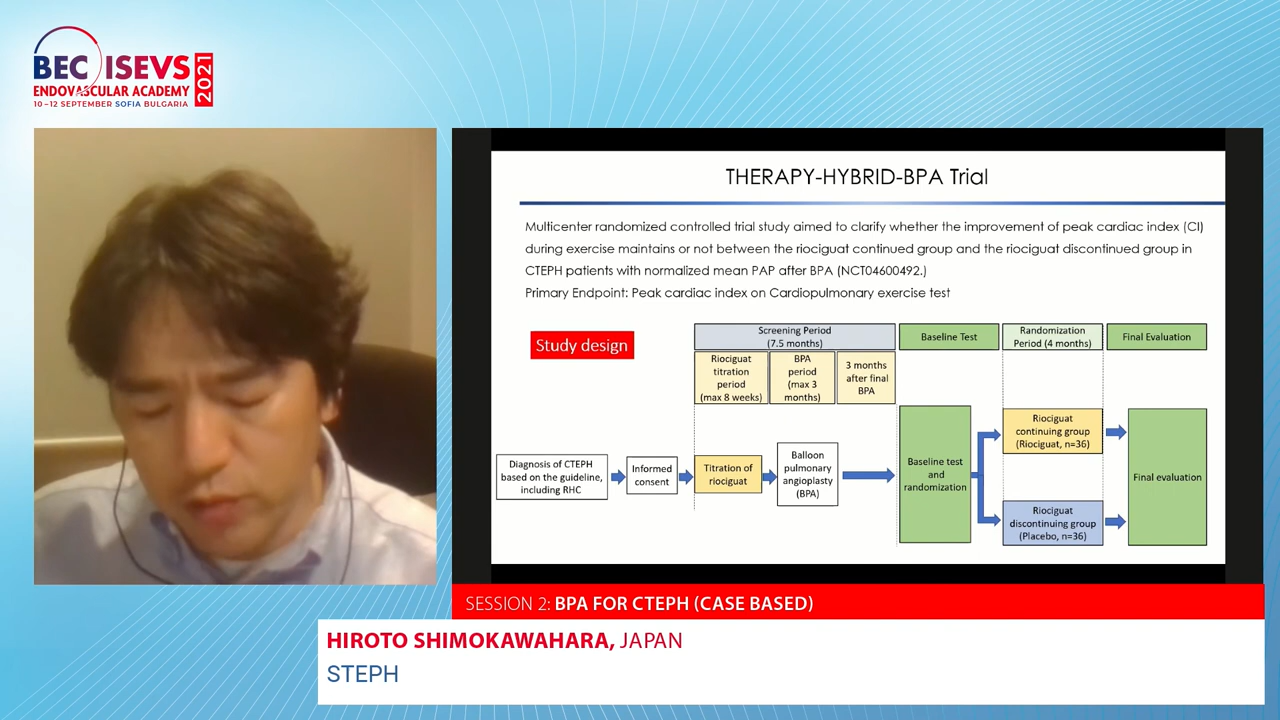 BEC ISEVS
2021
ENDOVASCULAR ACADEMY
10-12 SEPTEMBER SOFIA BULGARIA
THERAPY-HYBRID-BPA Trial
Multicenter randomized controlled trial study aimed to clarify whether the improvement of peak cardiac index (CI)
during exercise maintains or not between the riociguat continued group and the riociguat discontinued group in
CTEPH patients with normalized mean PAP after BPA (NCT04600492.)
Primary Endpoint: Peak cardiac index on Cardiopulmonary exercise test
Study design
Screening Period
(7.5 months)
Baseline Test
Randomization
Period (4 months)
Final Evaluation
Riociguat
titration
period
(max 8 weeks)
BPA
period
(max 3
months)
3 months
after final
BPA
Diagnosis of CTEPH
based on the guideline,
including RHC
Informed
consent
Titration of
riociguat
Balloon
pulmonary
angioplasty
(BPA)
Baseline test
and
randomization
Riociguat
continuing group
(Riociguat, n=36)
Riociguat
discontinuing group
(Placebo, n=36)
Final evaluation
SESSION 2: BPA FOR CTEPH (CASE BASED)
HIROTO SHIMOKAWAHARA, JAPAN
STEPH